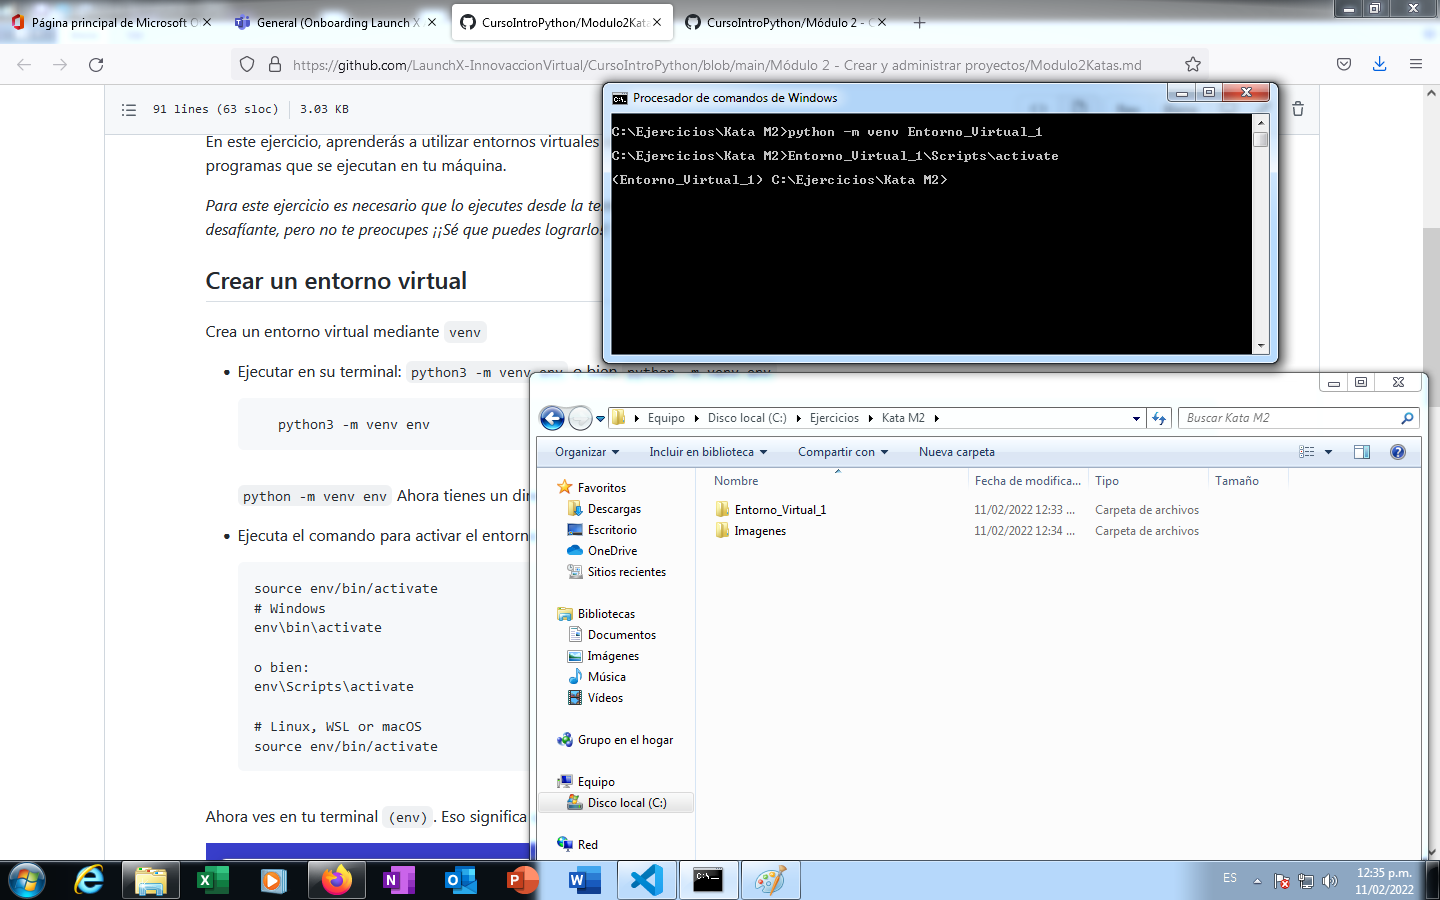 Página principal de Microsoft O
General (Onboarding Launch X
CursoIntroPython/Modulo2Kata
CursoIntroPython/Módulo 2 - C
https://github.com/LaunchX-InnovaccionVirtual/CursoIntroPython/blob/main/Módulo 2 - Crear y administrar proyectos/Modulo2Katas.md
91 lines (63 sloc)
3.03 KB
En este ejercicio, aprenderás a utilizar entornos virtuales
programas que se ejecutan en tu máquina.
Para este ejercicio es necesario que lo ejecutes desde la te
desafíante, pero no te preocupes ¡¡Sé que puedes lograrlo!
Crear un entorno virtual
Crea un entorno virtual mediante venv
Ejecutar en su terminal: python3 -m venv env o bien python -m venv env
python3 -m venv env
python -m venv env Ahora tienes un dir
Ejecuta el comando para activar el entorn
source env/bin/activate
# Windows
env\bin\activate
o bien:
env\Scripts\activate
# Linux, WSL or macOS
source env/bin/activate
Ahora ves en tu terminal (env). Eso significa
Procesador de comandos de Windows
C:\Ejercicios\Kata M2>python -m venv Entorno_Virtual_1
C:\Ejercicios\Kata M2>Entorno_Virtual_1\Scripts\activate
(Entorno_Virtual_1) C:\Ejercicios\Kata M2>
Equipo
Disco local (C:)
Ejercicios
Kata M2
Buscar Kata M2
Organizar
Incluir en biblioteca
Compartir con
Nueva carpeta
Favoritos
Descargas
Escritorio
OneDrive
Sitios recientes
Bibliotecas
Documentos
Imágenes
Música
Vídeos
Grupo en el hogar
Equipo
Disco local (C:)
Red
Nombre
Fecha de modifica...
Tipo
Tamaño
Entorno_Virtual_1
11/02/2022 12:33 ...
Carpeta de archivos
Imagenes
11/02/2022 12:34 ...
Carpeta de archivos
ES
12:35 p.m.
11/02/2022